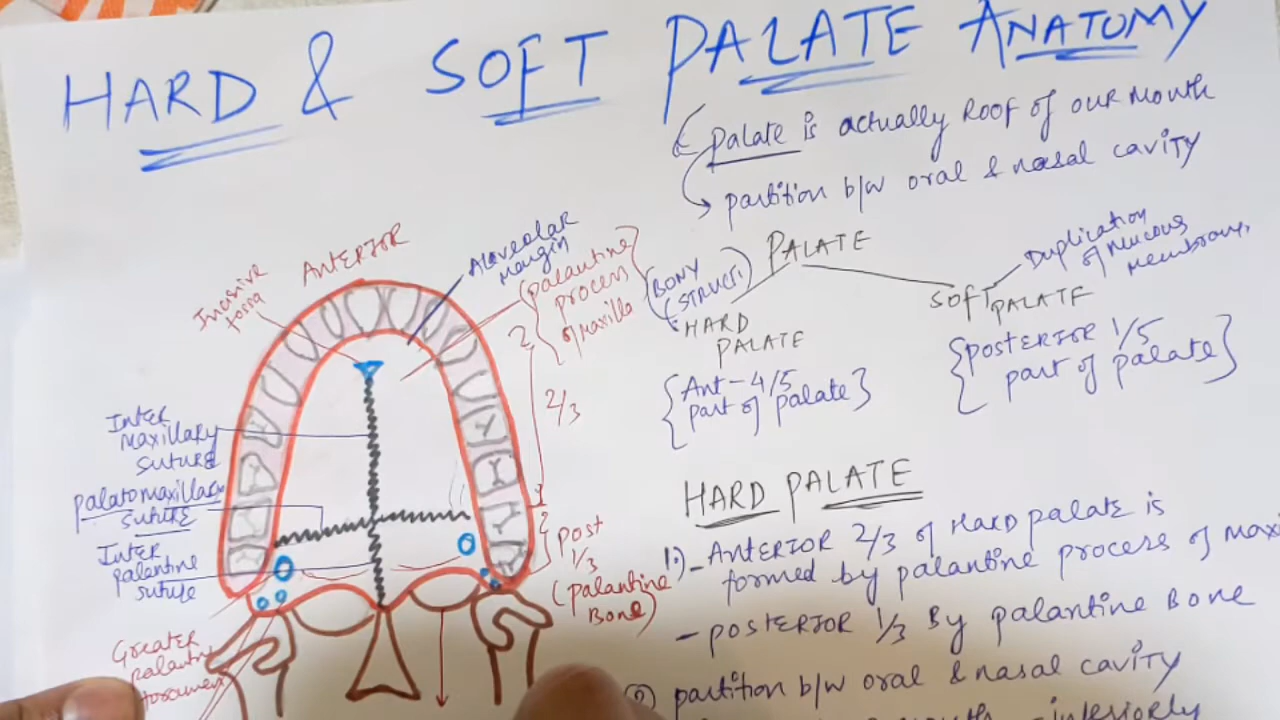 HARD & SOFT PALATE ANATOMY
palate is actually Roof of our mouth
partition b/w oral & nasal cavity
PALATE
(BONY
STRUCT.)
HARD
PALATE
{Ant - 4/5
part of palate}
Duplication
of mucous
membrane,
SOFT
PALATE
{POSTERIOR 1/5
part of palate}
ANTERIOR
Incisive
fossa
Alaveolar
margin
(palantine
process
of maxilla
2/3
Inter
maxillary
suture
palatomaxillary
suture
Inter
palantine
suture
Post
1/3
(palantine
Bone)
Greater
palantine
foramen
HARD PALATE
1.) - ANTERIOR 2/3 of Hard palate is
formed by palantine process of maxi
- POSTERIOR 1/3 By palantine Bone
2) partition b/w oral & nasal CAVITY
- inferiorly